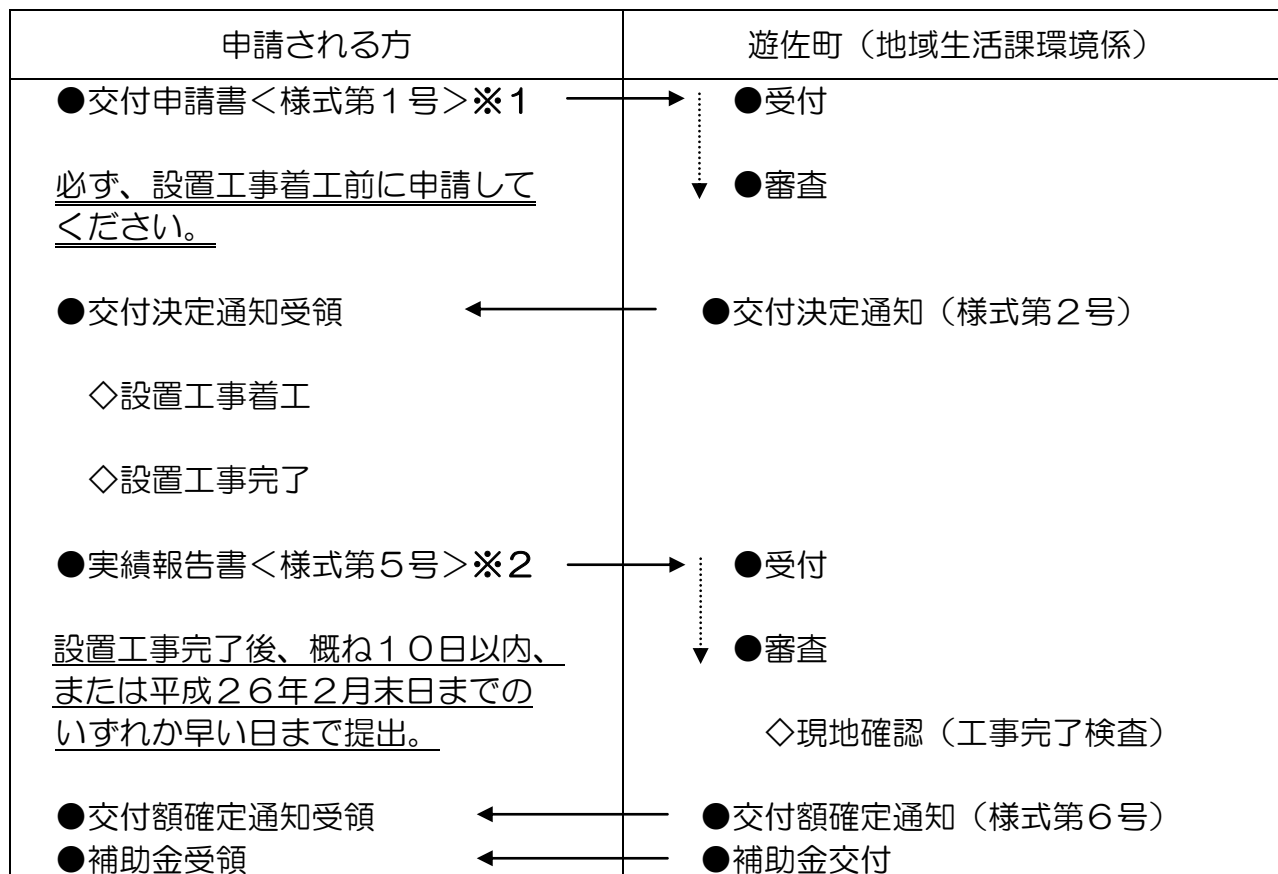 申請される方
遊佐町（地域生活課環境係）
●交付申請書＜様式第１号＞※１
●受付
必ず、設置工事着工前に申請して
ください。
●審査
●交付決定通知受領
●交付決定通知（様式第２号）
◇設置工事着工
◇設置工事完了
●実績報告書＜様式第５号＞※２
●受付
設置工事完了後、概ね１０日以内、
または平成２６年２月末日までの
いずれか早い日まで提出。
●審査
◇現地確認（工事完了検査）
●交付額確定通知受領
●交付額確定通知（様式第６号）
●補助金受領
●補助金交付